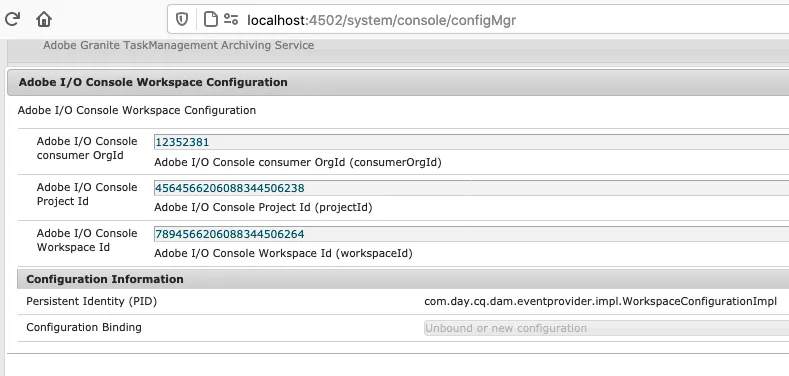 localhost:4502/system/console/configMgr
Adobe Granite TaskManagement Archiving Service
Adobe I/O Console Workspace Configuration
Adobe I/O Console Workspace Configuration
Adobe I/O Console consumer OrgId
12352381
Adobe I/O Console consumer OrgId (consumerOrgId)
Adobe I/O Console Project Id
4564566206088344506238
Adobe I/O Console Project Id (projectId)
Adobe I/O Console Workspace Id
7894566206088344506264
Adobe I/O Console Workspace Id (workspaceId)
Configuration Information
Persistent Identity (PID) com.day.cq.dam.eventprovider.impl.WorkspaceConfigurationImpl
Configuration Binding Unbound or new configuration